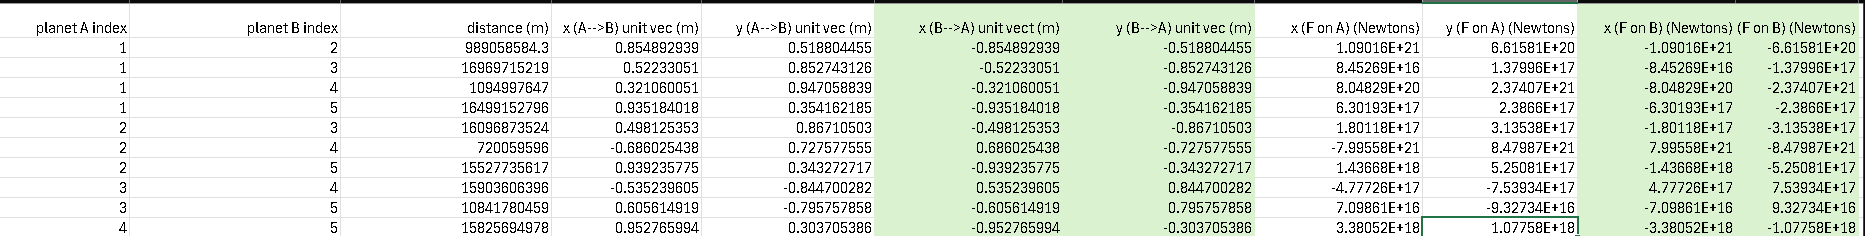 planet A index planet B index distance (m) x (A-->B) unit vec (m) y (A-->B) unit vec (m) x (B-->A) unit vect (m) y (B-->A) unit vec (m) x (F on A) (Newtons) y (F on A) (Newtons) x (F on B) (Newtons) (F on B) (Newtons)
1 2 989058584.3 0.854892939 0.518804455 -0.854892939 -0.518804455 1.09016E+21 6.61581E+20 -1.09016E+21 -6.61581E+20
1 3 16969715219 0.52233051 0.852743126 -0.52233051 -0.852743126 8.45269E+16 1.37996E+17 -8.45269E+16 -1.37996E+17
1 4 1094997647 0.321060051 0.947058839 -0.321060051 -0.947058839 8.04829E+20 2.37407E+21 -8.04829E+20 -2.37407E+21
1 5 16499152796 0.935184018 0.354162185 -0.935184018 -0.354162185 6.30193E+17 2.3866E+17 -6.30193E+17 -2.3866E+17
2 3 16096873524 0.498125353 0.86710503 -0.498125353 -0.86710503 1.80118E+17 3.13538E+17 -1.80118E+17 -3.13538E+17
2 4 720059596 -0.686025438 0.727577555 0.686025438 -0.727577555 -7.99558E+21 8.47987E+21 7.99558E+21 -8.47987E+21
2 5 15527735617 0.939235775 0.343272717 -0.939235775 -0.343272717 1.43668E+18 5.25081E+17 -1.43668E+18 -5.25081E+17
3 4 15903606396 -0.535239605 -0.844700282 0.535239605 0.844700282 -4.77726E+17 -7.53934E+17 4.77726E+17 7.53934E+17
3 5 10841780459 0.605614919 -0.795757858 -0.605614919 0.795757858 7.09861E+16 -9.32734E+16 -7.09861E+16 9.32734E+16
4 5 15825694978 0.952765994 0.303705386 -0.952765994 -0.303705386 3.38052E+18 1.07758E+18 -3.38052E+18 -1.07758E+18